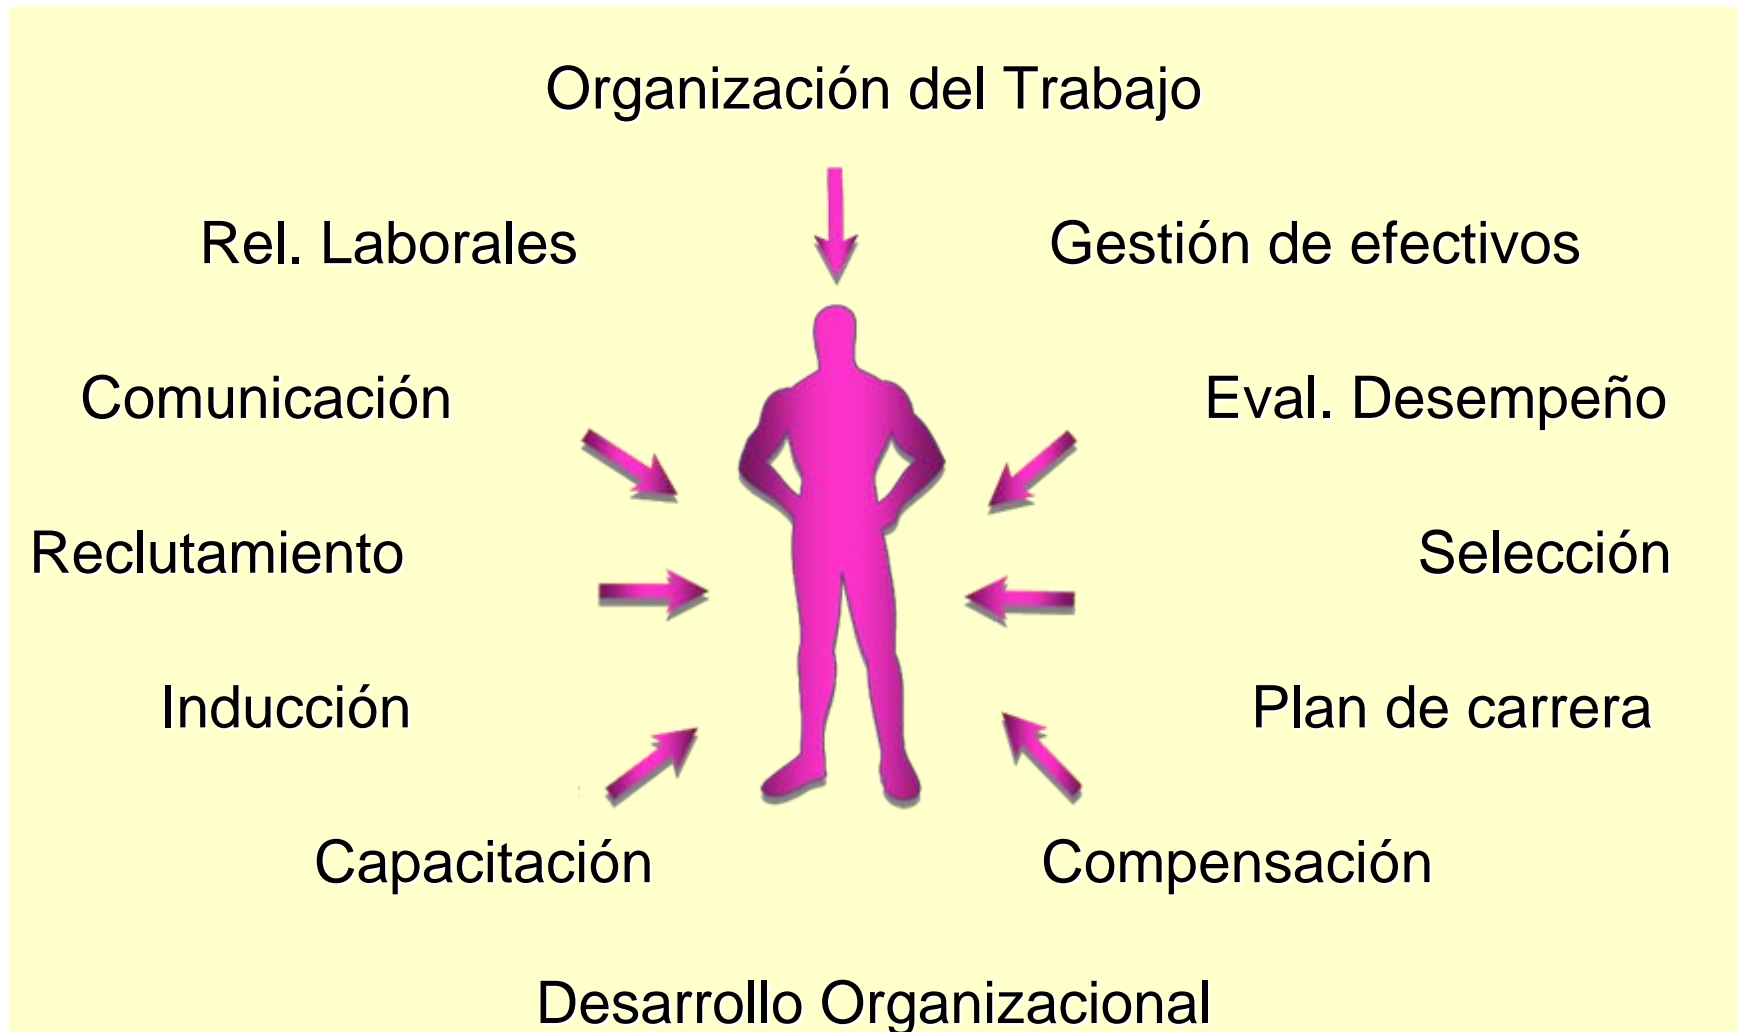 Organización del Trabajo
Rel. Laborales
Gestión de efectivos
Comunicación
Eval. Desempeño
Reclutamiento
Selección
Inducción
Plan de carrera
Capacitación
Compensación
Desarrollo Organizacional